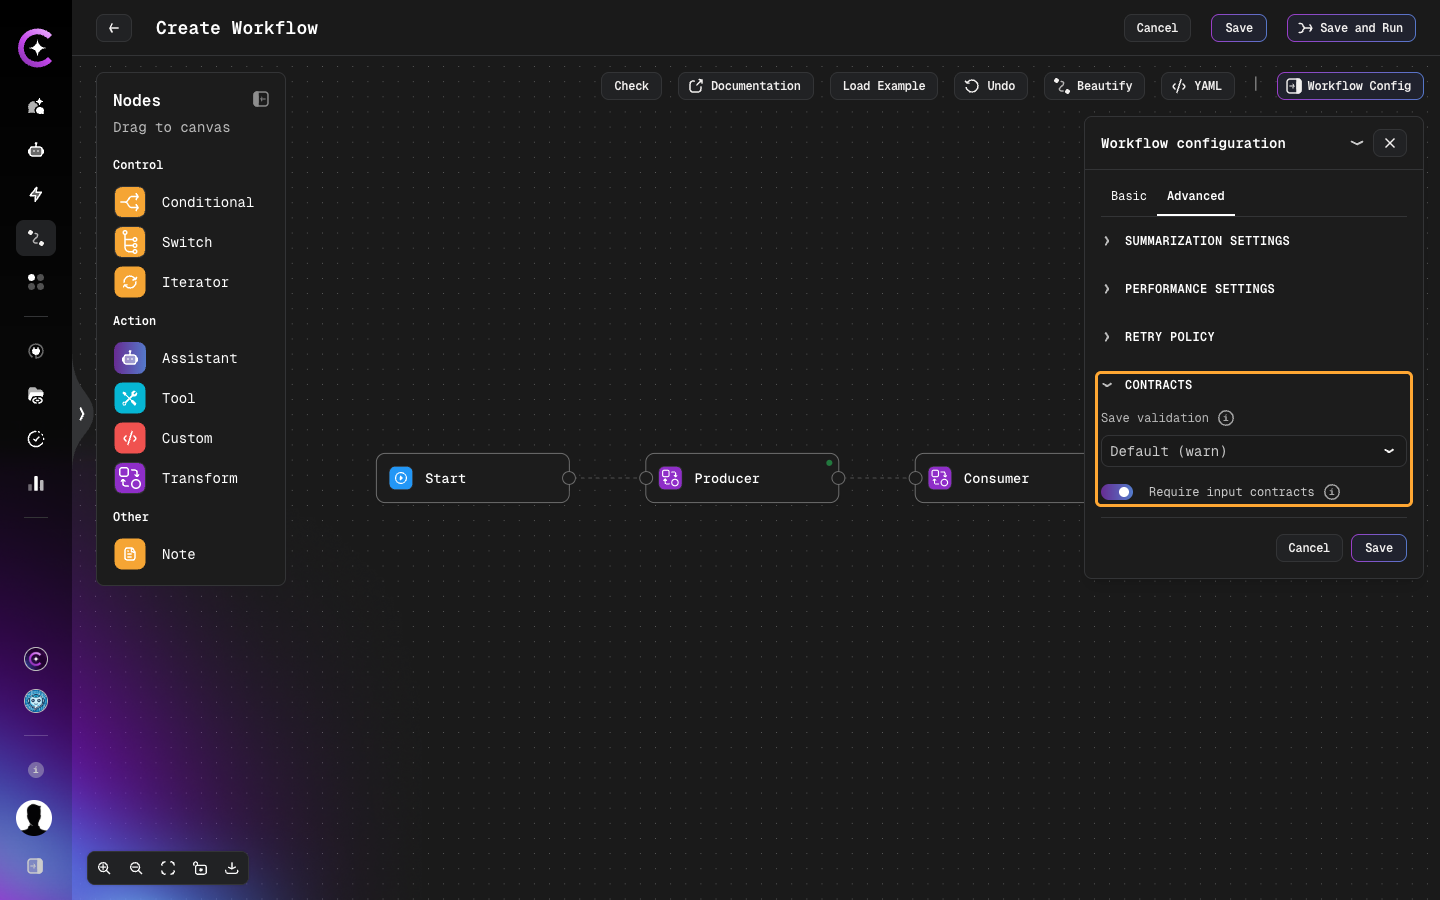 Create Workflow
Cancel
Save
Save and Run
Check
Documentation
Load Example
Undo
Beautify
YAML
Workflow Config
Nodes
Drag to canvas
Control
Conditional
Switch
Iterator
Action
Assistant
Tool
Custom
Transform
Other
Note
Start
Producer
Consumer
Workflow configuration
Basic
Advanced
SUMMARIZATION SETTINGS
PERFORMANCE SETTINGS
RETRY POLICY
CONTRACTS
Save validation
Default (warn)
Require input contracts
Cancel
Save